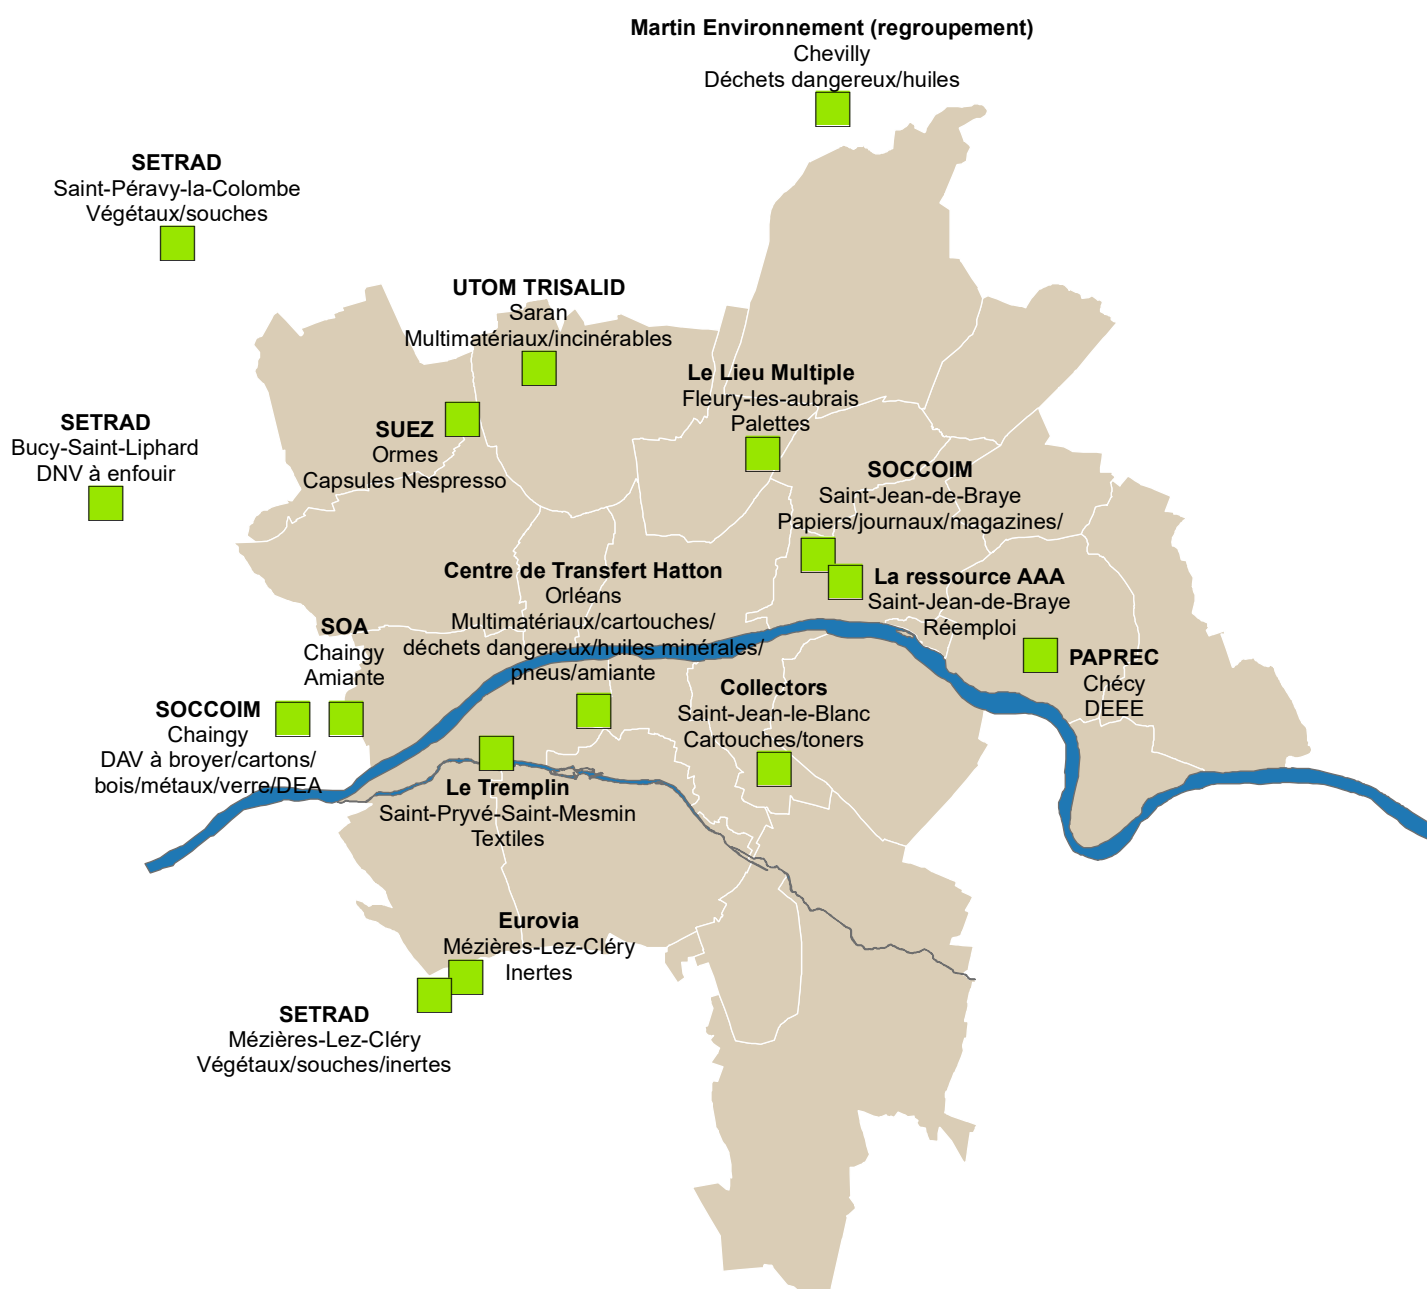 Martin Environnement (regroupement)
Chevilly
Déchets dangereux/huiles
SETRAD
Saint-Péravy-la-Colombe
Végétaux/souches
UTOM TRISALID
Saran
Multimatériaux/incinérables
Le Lieu Multiple
Fleury-les-aubrais
Palettes
SETRAD
Bucy-Saint-Liphard
DNV à enfouir
SUEZ
Ormes
Capsules Nespresso
SOCCOIM
Saint-Jean-de-Braye
Papiers/journaux/magazines/
Centre de Transfert Hatton
Orléans
Multimatériaux/cartouches/
déchets dangereux/huiles minérales/
pneus/amiante
La ressource AAA
Saint-Jean-de-Braye
Réemploi
SOA
Chaingy
Amiante
PAPREC
Chécy
DEEE
Collectors
Saint-Jean-le-Blanc
Cartouches/toners
SOCCOIM
Chaingy
DAV à broyer/cartons/
bois/métaux/verre/DEA
Le Tremplin
Saint-Pryvé-Saint-Mesmin
Textiles
Eurovia
Mézières-Lez-Cléry
Inertes
SETRAD
Mézières-Lez-Cléry
Végétaux/souches/inertes